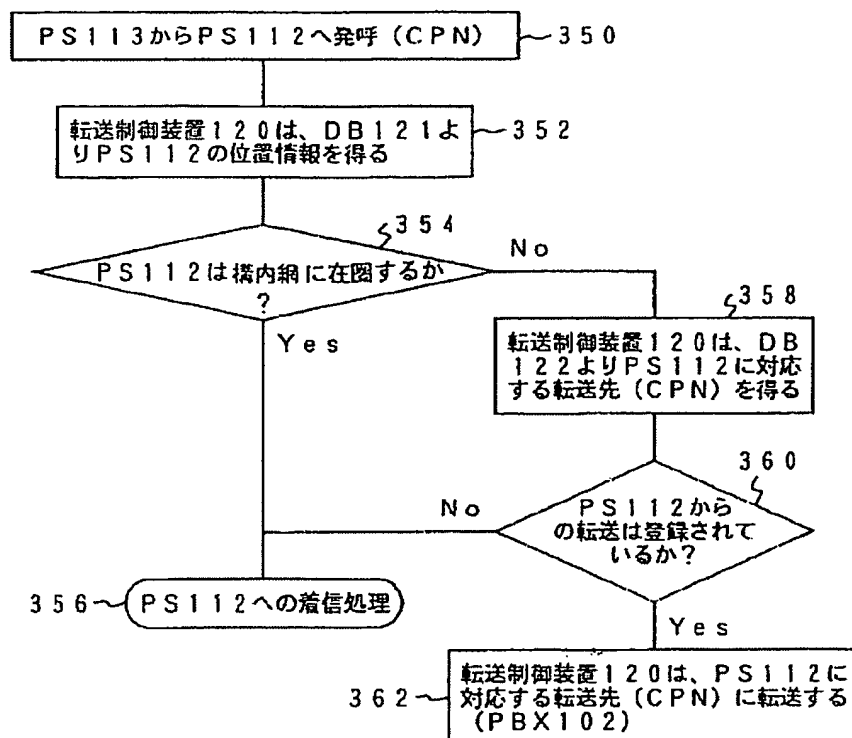 PS113からPS112へ発呼(CPN)
350
転送制御装置120は、DB121よ
りPS112の位置情報を得る
352
354
PS112は構内網に在圏するか
?
No
Yes
358
転送制御装置120は、DB
122よりPS112に対応
する転送先(CPN)を得る
360
PS112から
の転送は登録されて
いるか?
No
Yes
356
PS112への着信処理
362
転送制御装置120は、PS112に
対応する転送先(CPN)に転送する
(PBX102)